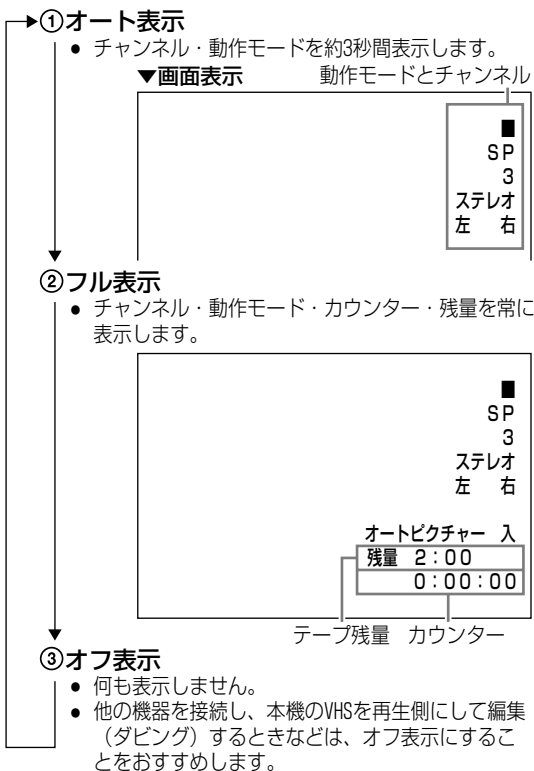 ①オート表示
● チャンネル・動作モードを約3秒間表示します。
▼画面表示 動作モードとチャンネル
■
SP
3
ステレオ
左 右
②フル表示
● チャンネル・動作モード・カウンター・残量を常に
表示します。
■
SP
3
ステレオ
左 右
オートピクチャー 入
残量 2:00
0:00:00
テープ残量 カウンター
③オフ表示
● 何も表示しません。
● 他の機器を接続し、本機のVHSを再生側にして編集
（ダビング）するときなどは、オフ表示にするこ
とをおすすめします。